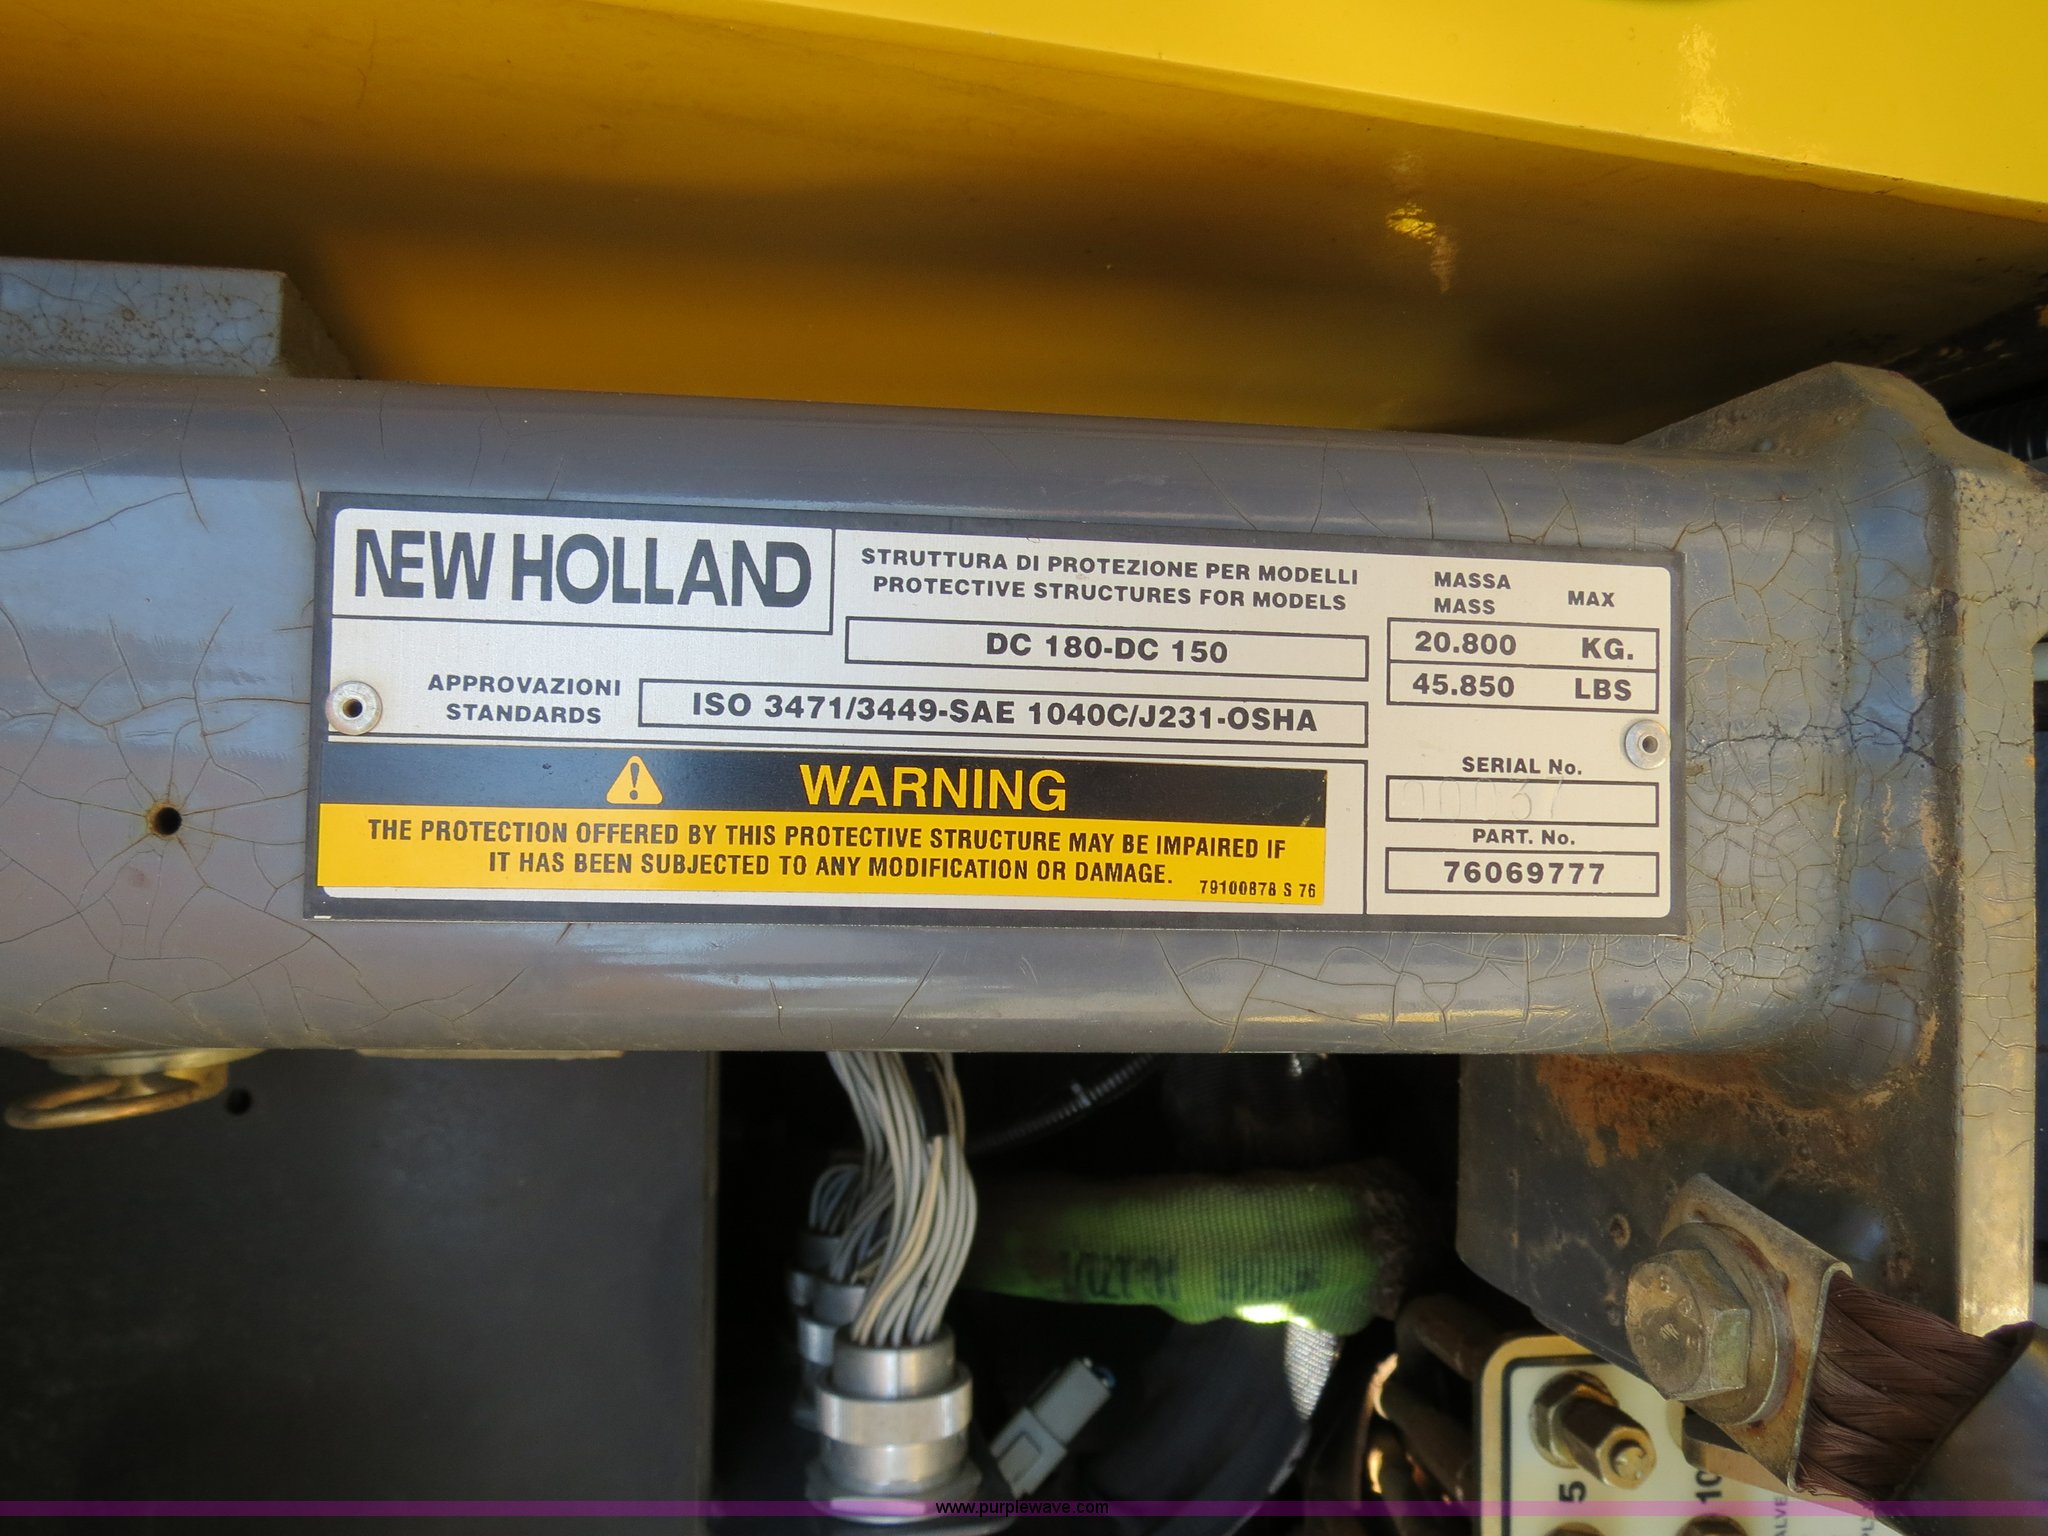 NEW HOLLAND
STRUTTURA DI PROTEZIONE PER MODELLI
PROTECTIVE STRUCTURES FOR MODELS
DC 180-DC 150
MASSA
MASS
MAX
20.800 KG.
45.850 LBS
APPROVAZIONI
STANDARDS
ISO 3471/3449-SAE 1040C/J231-OSHA
WARNING
THE PROTECTION OFFERED BY THIS PROTECTIVE STRUCTURE MAY BE IMPAIRED IF
IT HAS BEEN SUBJECTED TO ANY MODIFICATION OR DAMAGE.
79100878 S 76
SERIAL No.
PART. No.
76069777
5
10
www.purplewave.com